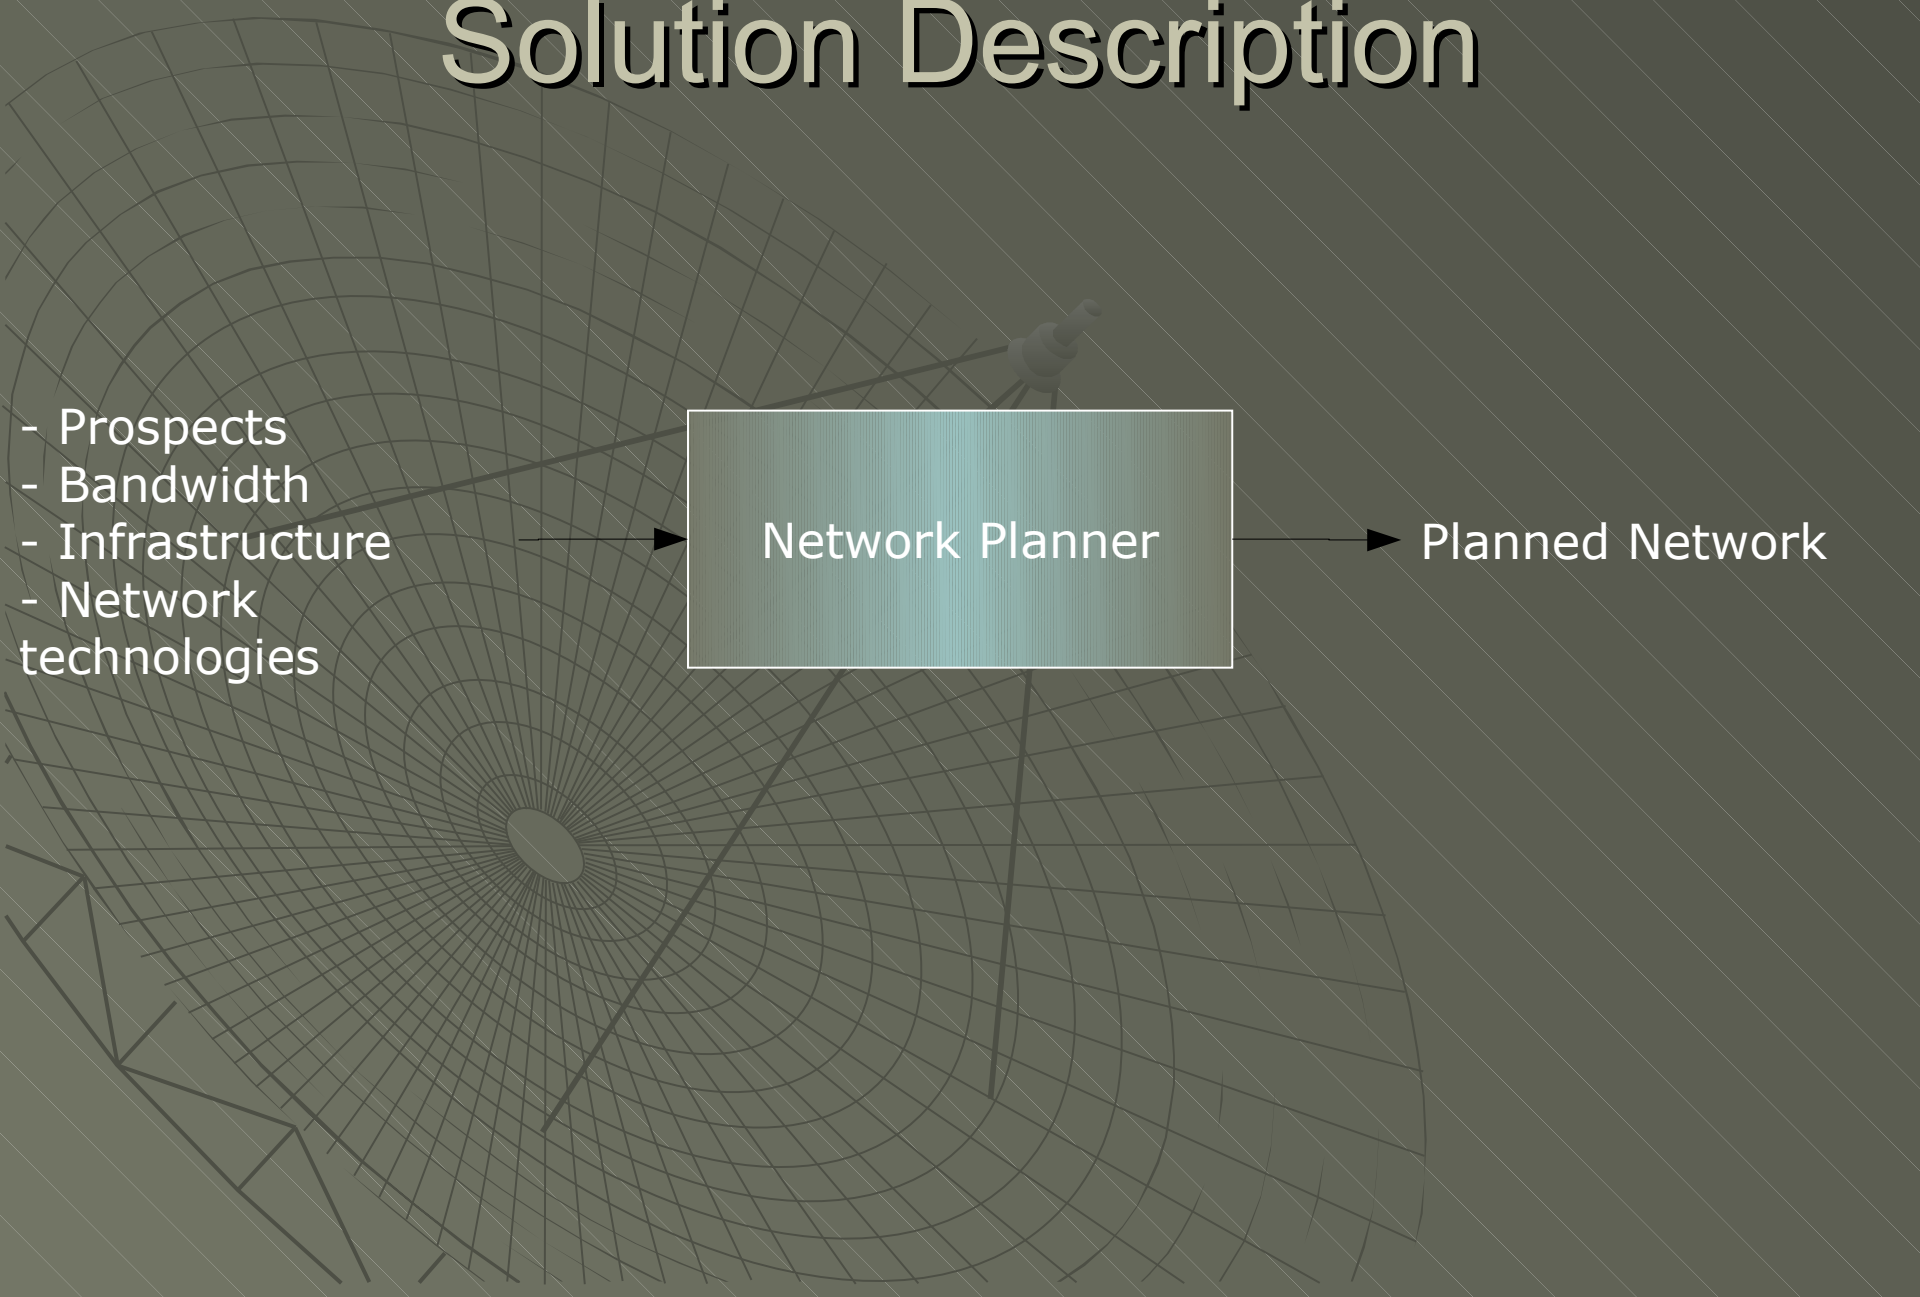 Solution Description
- Prospects
- Bandwidth
- Infrastructure
- Network
technologies
Network Planner
Planned Network